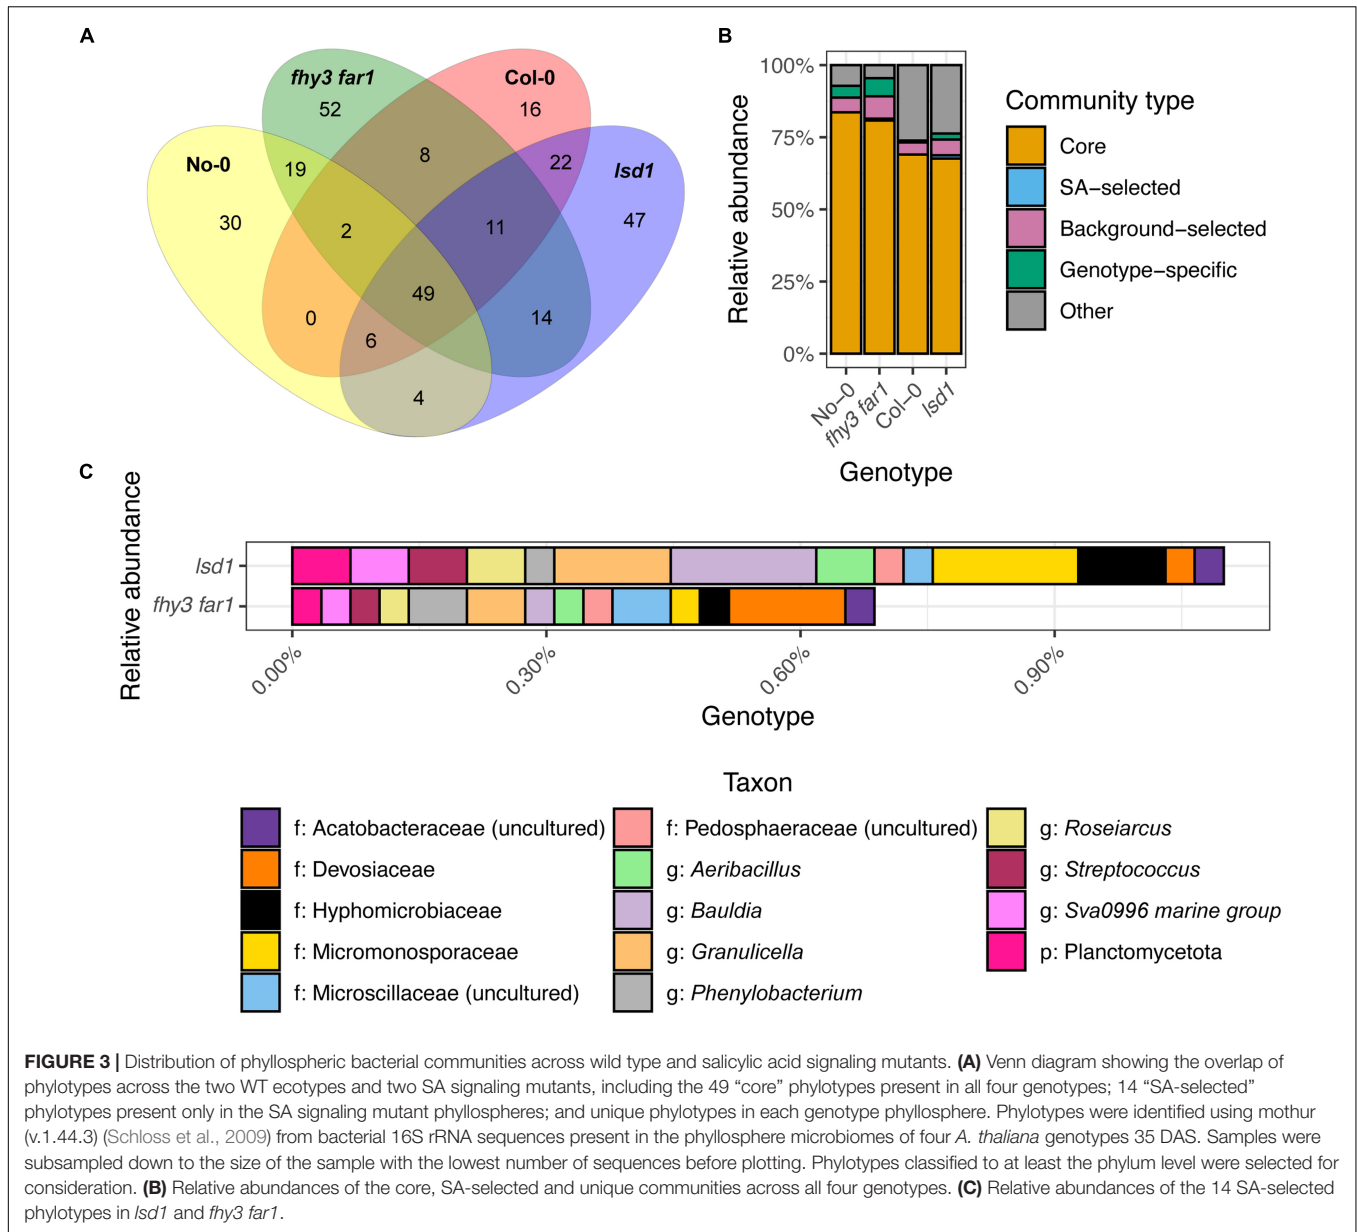 A
fhy3 far1
52
Col-0
16
No-0
19
8
22
lsd1
30
2
11
47
49
0
6
14
4
B
Relative abundance
100%
75%
50%
25%
0%
No−0
fhy3 far1
Col−0
lsd1
Genotype
Community type
Core
SA−selected
Background−selected
Genotype−specific
Other
C
Relative abundance
lsd1
fhy3 far1
0.00%
0.30%
0.60%
0.90%
Genotype
Taxon
f: Acatobacteraceae (uncultured)
f: Devosiaceae
f: Hyphomicrobiaceae
f: Micromonosporaceae
f: Microscillaceae (uncultured)
f: Pedosphaeraceae (uncultured)
g: Aeribacillus
g: Bauldia
g: Granulicella
g: Phenylobacterium
g: Roseiarcus
g: Streptococcus
g: Sva0996 marine group
p: Planctomycetota
FIGURE 3 | Distribution of phyllospheric bacterial communities across wild type and salicylic acid signaling mutants. (A) Venn diagram showing the overlap of
phylotypes across the two WT ecotypes and two SA signaling mutants, including the 49 “core” phylotypes present in all four genotypes; 14 “SA-selected”
phylotypes present only in the SA signaling mutant phyllospheres; and unique phylotypes in each genotype phyllosphere. Phylotypes were identified using mothur
(v.1.44.3) (Schloss et al., 2009) from bacterial 16S rRNA sequences present in the phyllosphere microbiomes of four A. thaliana genotypes 35 DAS. Samples were
subsampled down to the size of the sample with the lowest number of sequences before plotting. Phylotypes classified to at least the phylum level were selected for
consideration. (B) Relative abundances of the core, SA-selected and unique communities across all four genotypes. (C) Relative abundances of the 14 SA-selected
phylotypes in lsd1 and fhy3 far1.